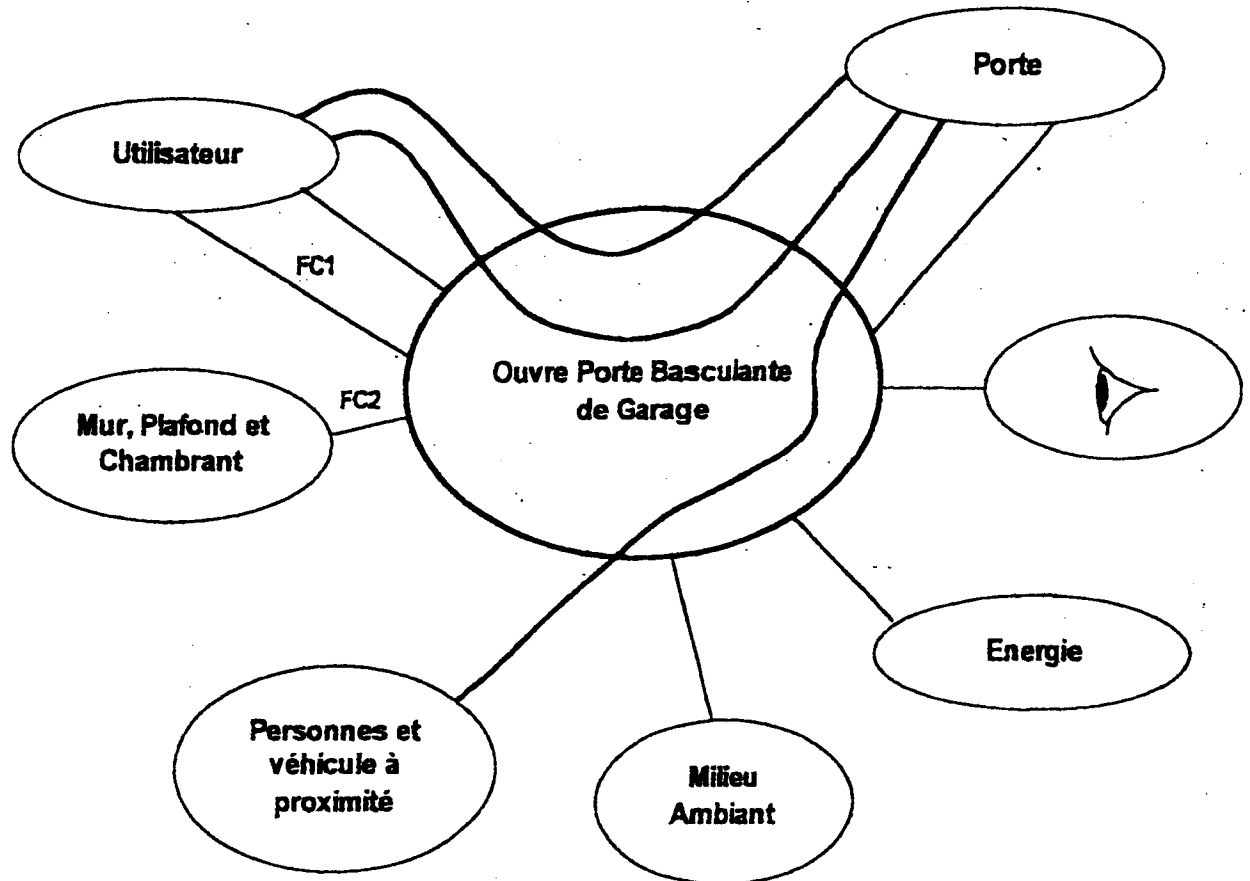 Porte
Utilisateur
FC1
Ouvre Porte Basculante
de Garage
FC2
Mur, Plafond et
Chambrant
Energie
Personnes et
véhicule à
proximité
Milieu
Ambiant